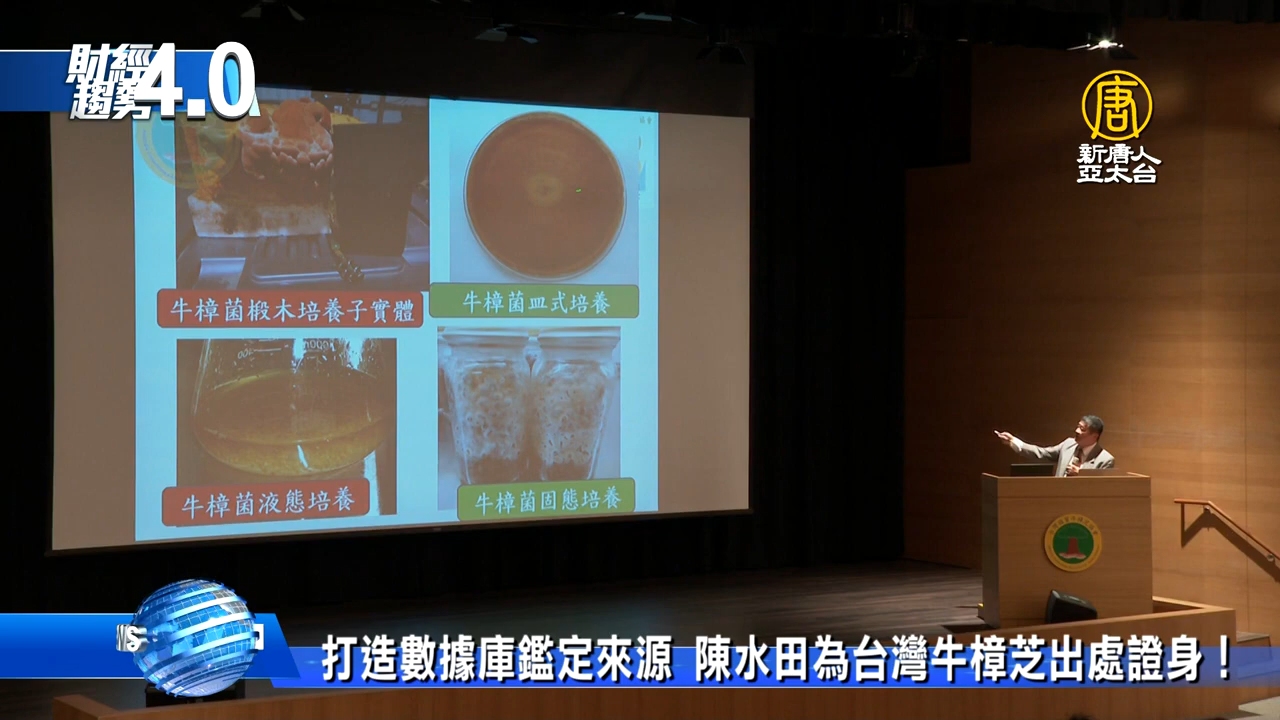 財經
趨勢4.0
唐
新唐人
亞太台
牛樟菌椴木培養子實體
牛樟菌皿式培養
牛樟菌液態培養
牛樟菌固態培養
打造數據庫鑑定來源 陳水田為台灣牛樟芝出處證身！